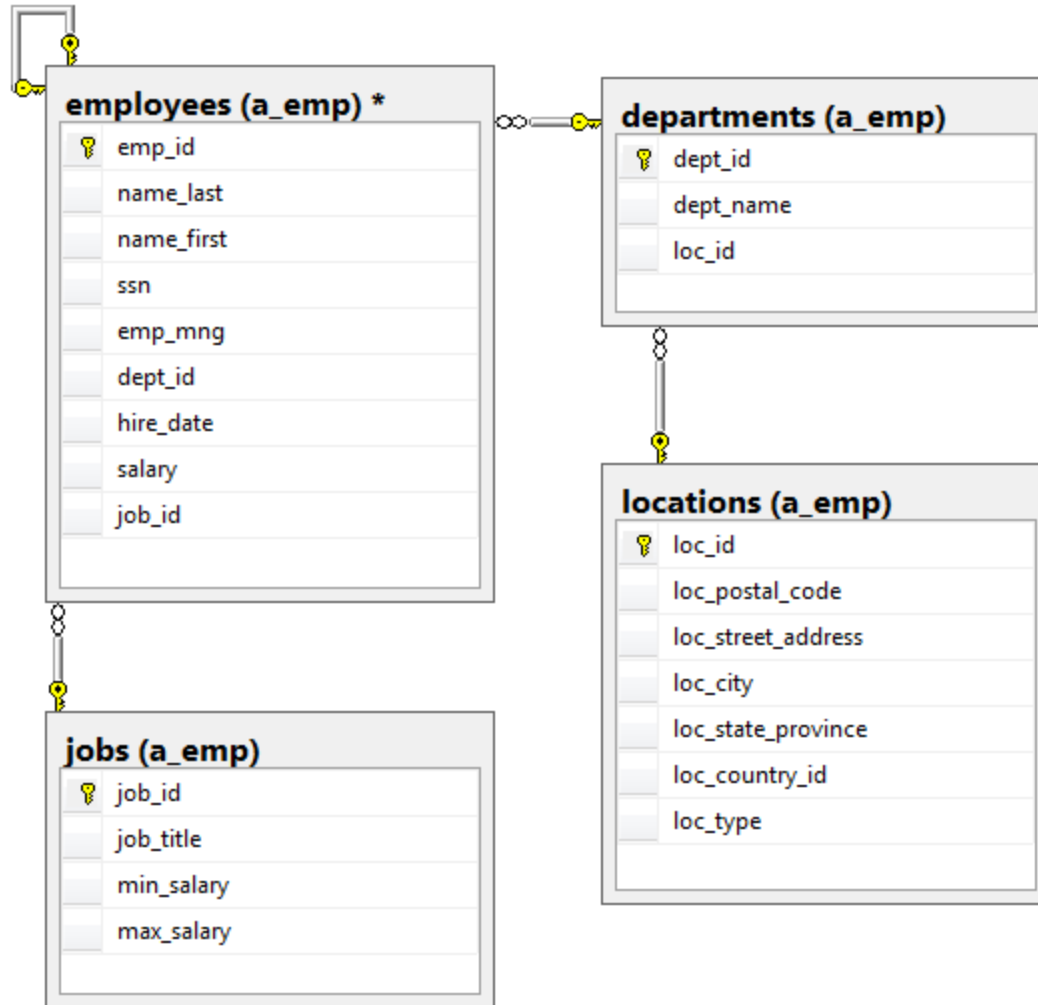 employees (a_emp) *
emp_id
name_last
name_first
ssn
emp_mng
dept_id
hire_date
salary
job_id
departments (a_emp)
dept_id
dept_name
loc_id
locations (a_emp)
loc_id
loc_postal_code
loc_street_address
loc_city
loc_state_province
loc_country_id
loc_type
jobs (a_emp)
job_id
job_title
min_salary
max_salary